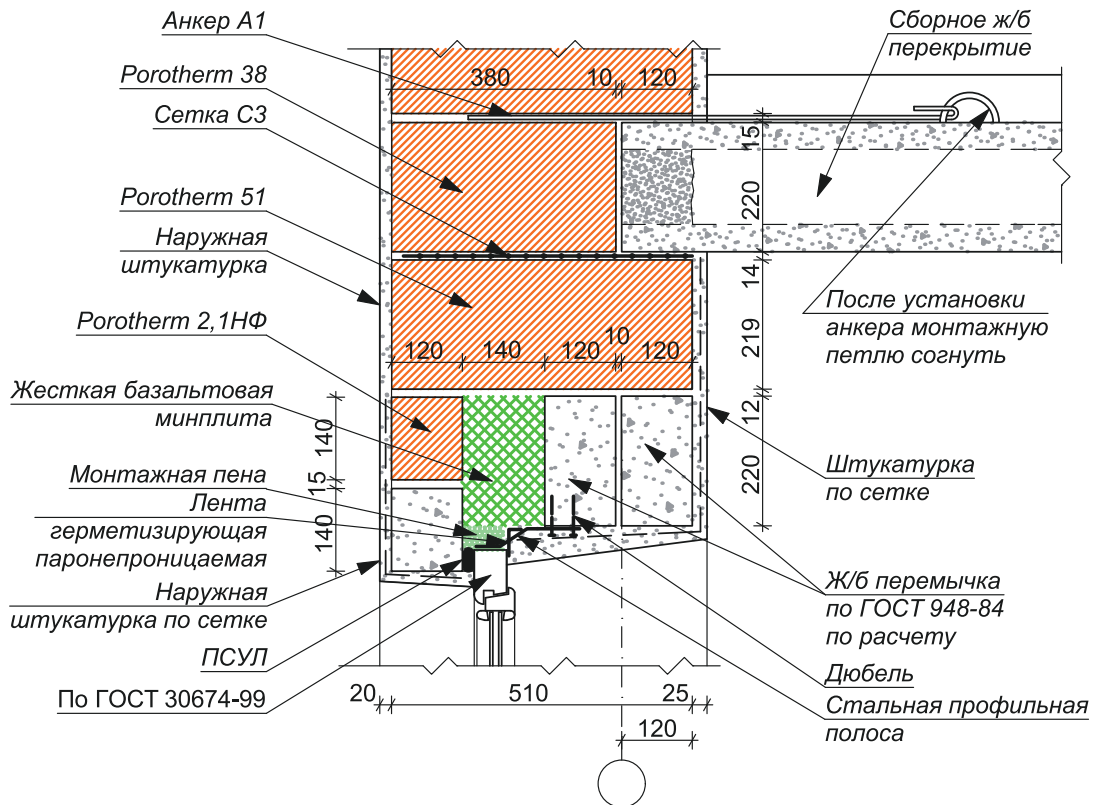 Анкер А1
Porotherm 38
Сетка С3
Porotherm 51
Наружная
штукатурка
Porotherm 2,1НФ
Жесткая базальтовая
минплита
Монтажная пена
Лента
герметизирующая
паронепроницаемая
Наружная
штукатурка по сетке
ПСУЛ
По ГОСТ 30674-99
Сборное ж/б
перекрытие
После установки
анкера монтажную
петлю согнуть
Штукатурка
по сетке
Ж/б перемычка
по ГОСТ 948-84
по расчету
Дюбель
Стальная профильная
полоса
380
10
120
15
220
14
219
12
220
120
140
120
10
120
140
15
140
20
510
25
120